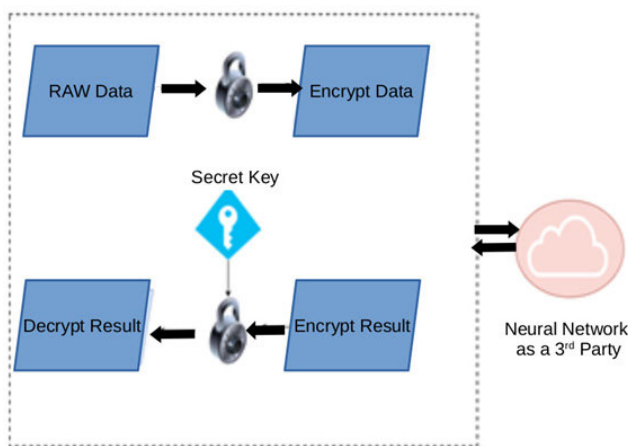 RAW Data
Encrypt Data
Secret Key
Decrypt Result
Encrypt Result
Neural Network
as a 3rd Party